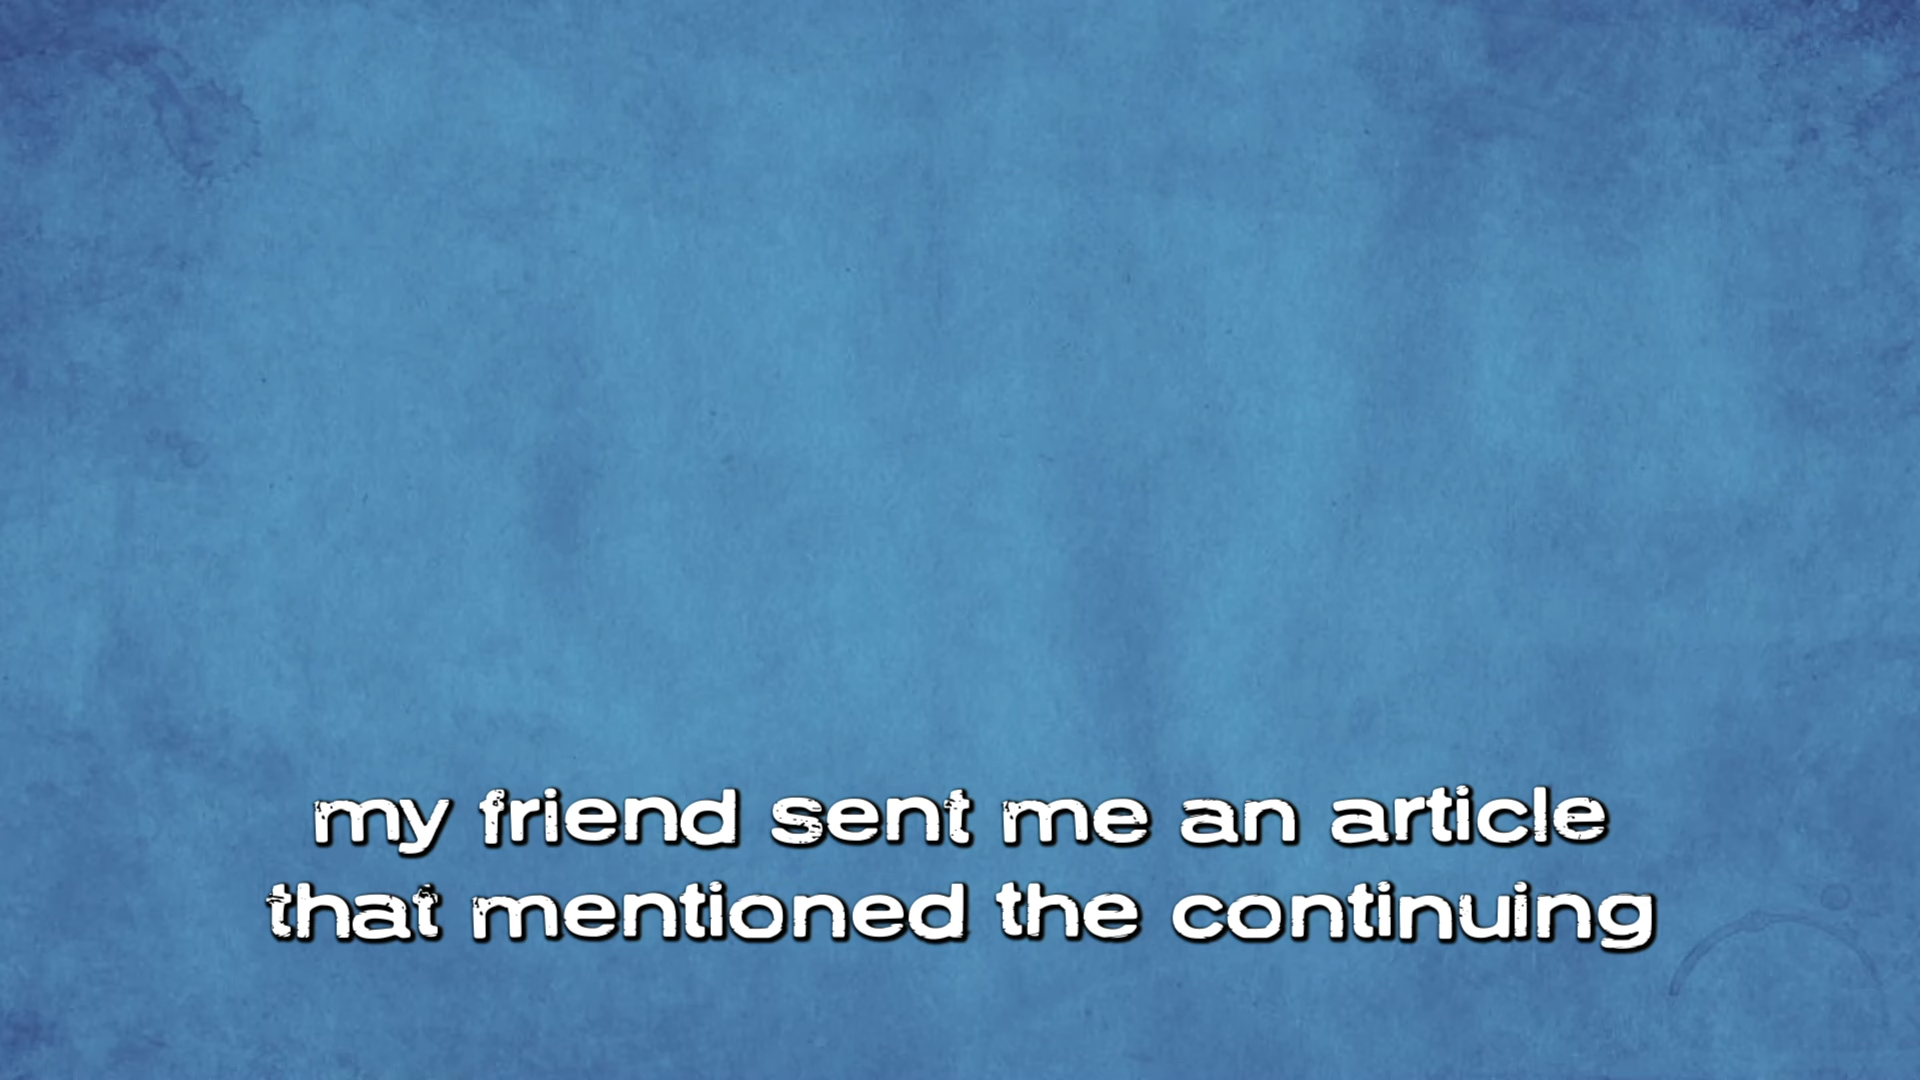 my friend sent me an article
that mentioned the continuing